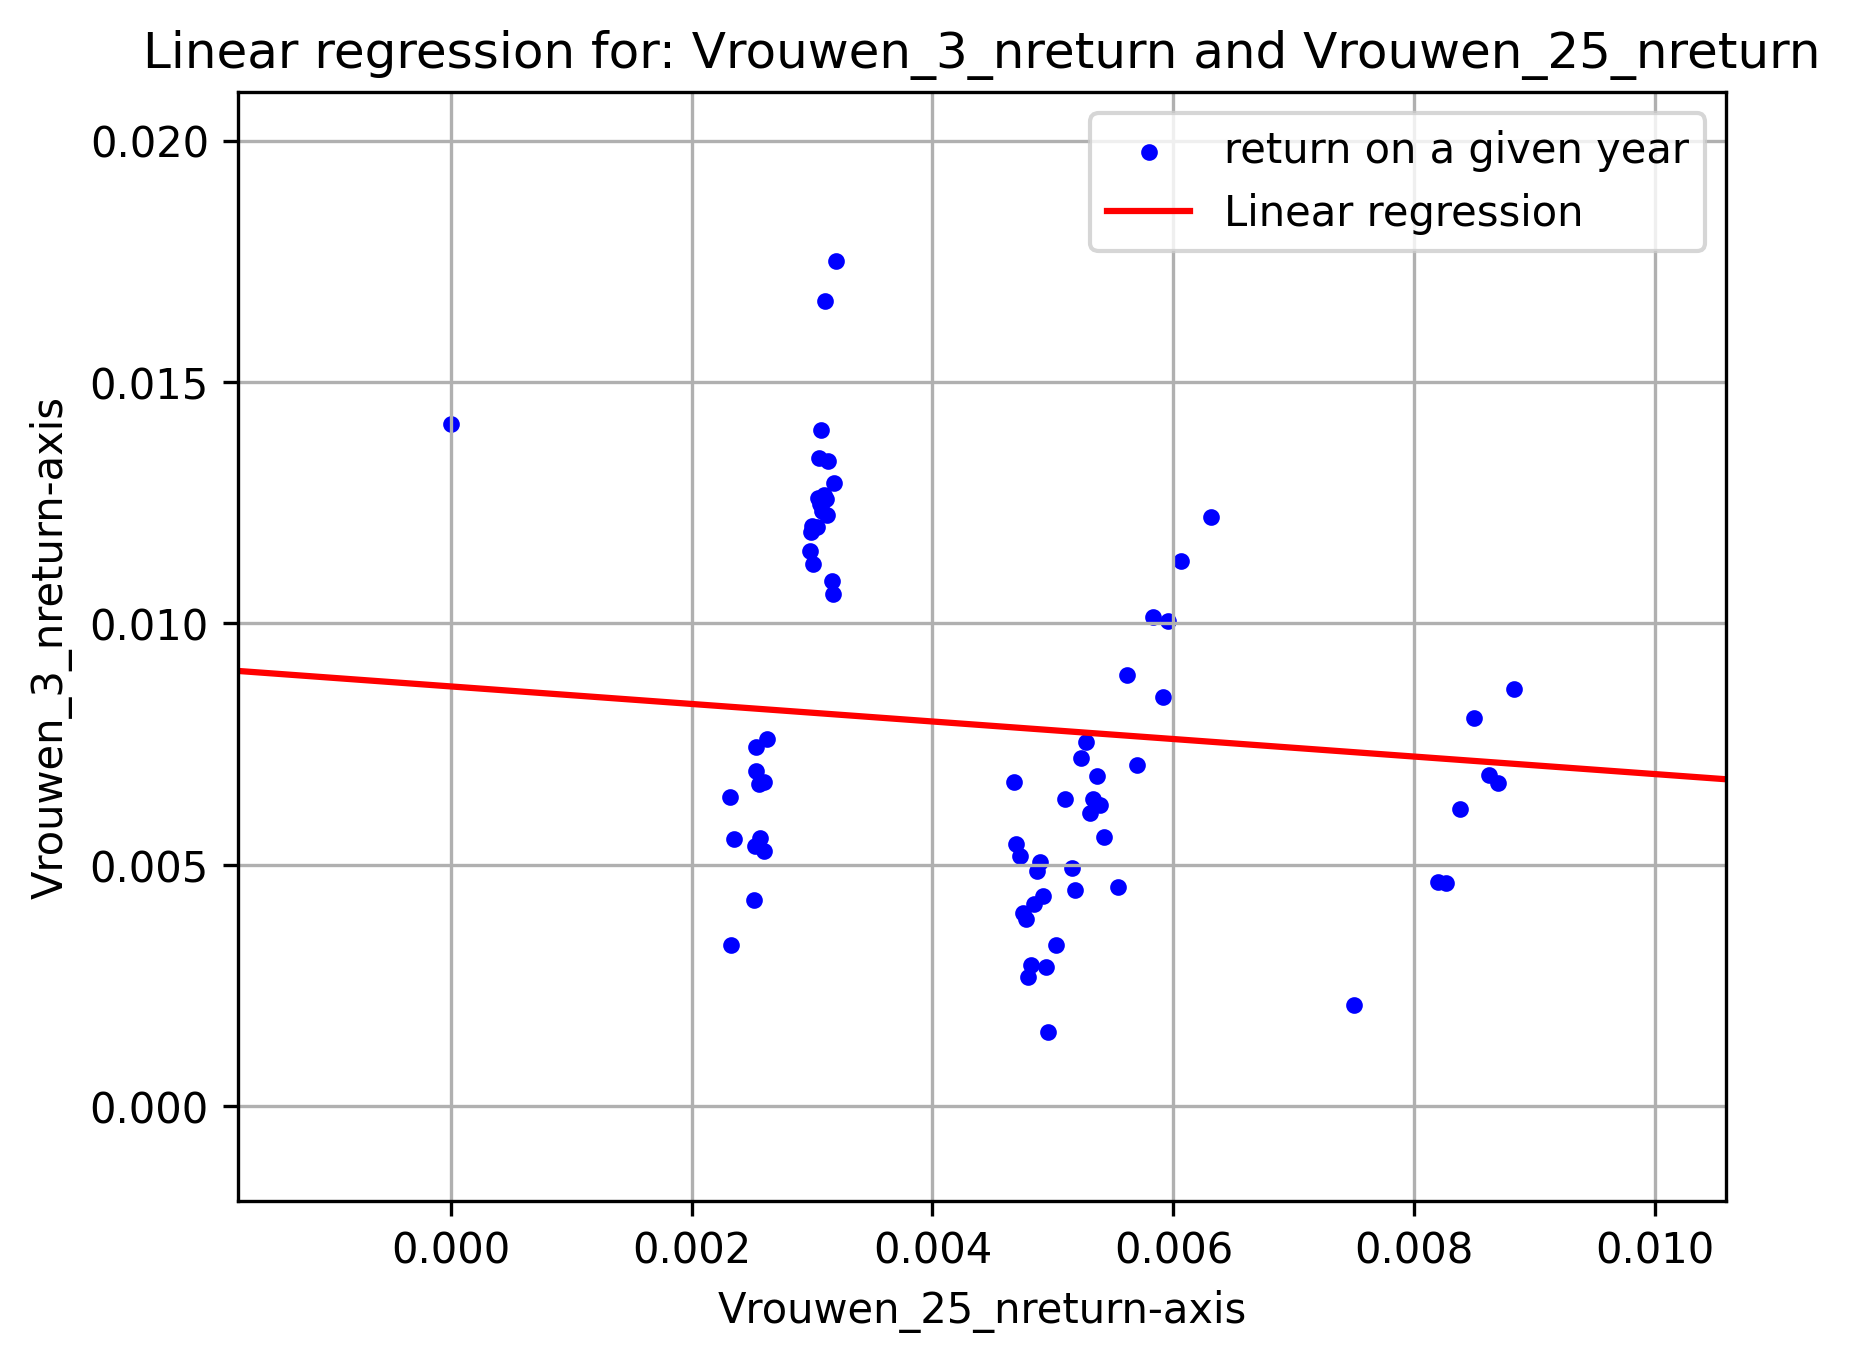 Linear regression for: Vrouwen_3_nreturn and Vrouwen_25_nreturn
return on a given year
Linear regression
0.020
0.015
0.010
0.005
0.000
Vrouwen_3_nreturn-axis
0.000
0.002
0.004
0.006
0.008
0.010
Vrouwen_25_nreturn-axis